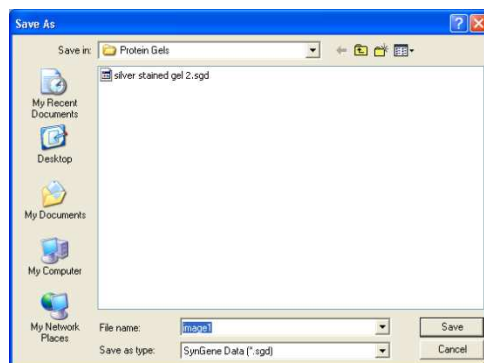 Save As
Save in: Protein Gels
silver stained gel 2.sgd
My Recent
Documents
Desktop
My Documents
My Computer
My Network
Places
File name: image1 Save
Save as type: SynGene Data (*.sgd) Cancel